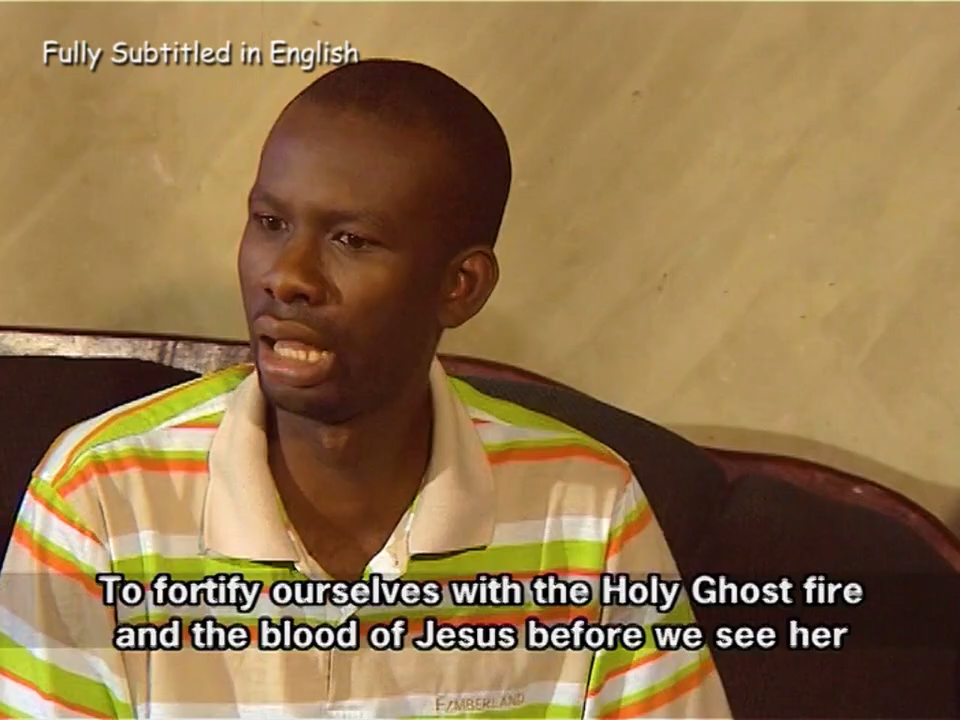 Fully Subtitled in English
To fortify ourselves with the Holy Ghost fire
and the blood of Jesus before we see her